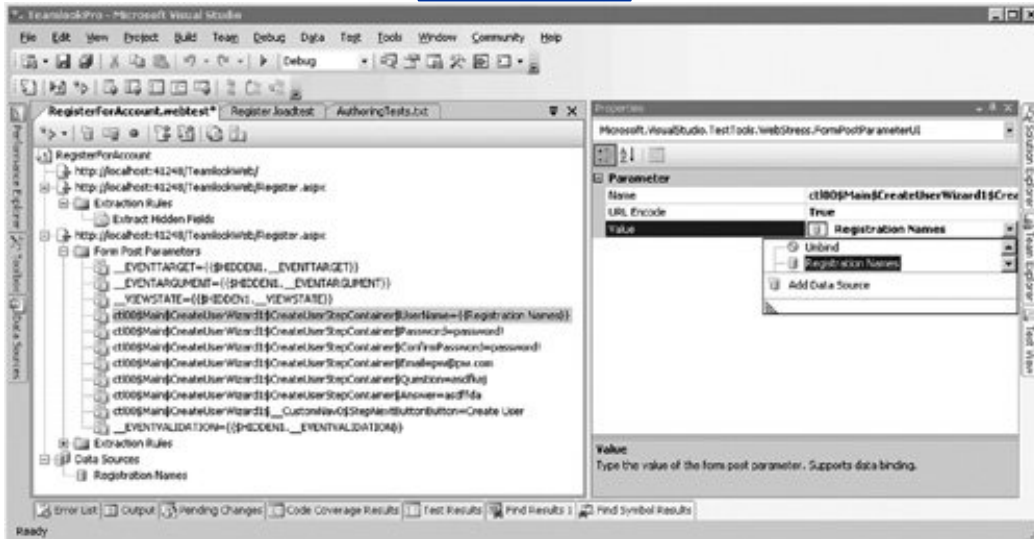 TeamlookPro - Microsoft Visual Studio
File Edit View Project Build Team Debug Data Test Tools Window Community Help
Debug
RegisterForAccount.webtest* Register.loadtest AuthoringTests.txt
RegisterForAccount
http://localhost:41248/TeamlookWeb/
http://localhost:41248/TeamlookWeb/Register.aspx
Extraction Rules
Extract Hidden Fields
http://localhost:41248/TeamlookWeb/Register.aspx
Form Post Parameters
__EVENTTARGET={{$HIDDEN1.__EVENTTARGET}}
__EVENTARGUMENT={{$HIDDEN1.__EVENTARGUMENT}}
__VIEWSTATE={{$HIDDEN1.__VIEWSTATE}}
ctl00$Main$CreateUserWizard1$CreateUserStepContainer$UserName={{Registration Names}}
ctl00$Main$CreateUserWizard1$CreateUserStepContainer$Password=password!
ctl00$Main$CreateUserWizard1$CreateUserStepContainer$ConfirmPassword=password!
ctl00$Main$CreateUserWizard1$CreateUserStepContainer$Email=pw@pw.com
ctl00$Main$CreateUserWizard1$CreateUserStepContainer$Question=asdfkj
ctl00$Main$CreateUserWizard1$CreateUserStepContainer$Answer=asdffda
ctl00$Main$CreateUserWizard1$__CustomNav0$StepNextButtonButton=Create User
__EVENTVALIDATION={{$HIDDEN1.__EVENTVALIDATION}}
Extraction Rules
Data Sources
Registration Names
Properties
Microsoft.VisualStudio.TestTools.WebStress.FormPostParameterUI
Parameter
Name ctl00$Main$CreateUserWizard1$Crea
URL Encode True
Value Registration Names
Unbind
Registration Names
Add Data Source
Value
Type the value of the form post parameter. Supports data binding.
Performance Explorer
Toolbox
Data Sources
Solution Explorer
Team Explorer
Test View
Error List Output Pending Changes Code Coverage Results Test Results Find Results 1 Find Symbol Results
Ready